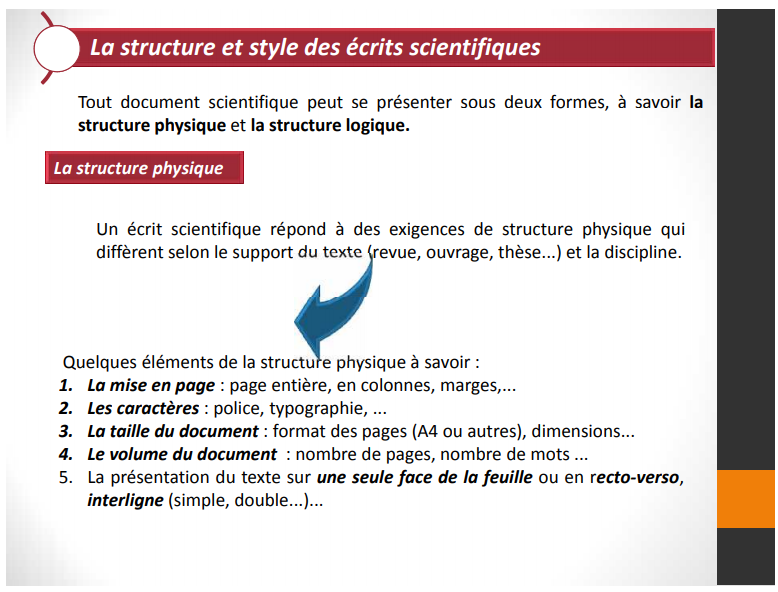 La structure et style des écrits scientifiques
Tout document scientifique peut se présenter sous deux formes, à savoir la
structure physique et la structure logique.
La structure physique
Un écrit scientifique répond à des exigences de structure physique qui
diffèrent selon le support du texte (revue, ouvrage, thèse...) et la discipline.
Quelques éléments de la structure physique à savoir :
1. La mise en page : page entière, en colonnes, marges,...
2. Les caractères : police, typographie, ...
3. La taille du document : format des pages (A4 ou autres), dimensions...
4. Le volume du document : nombre de pages, nombre de mots ...
5. La présentation du texte sur une seule face de la feuille ou en recto-verso,
interligne (simple, double...)...